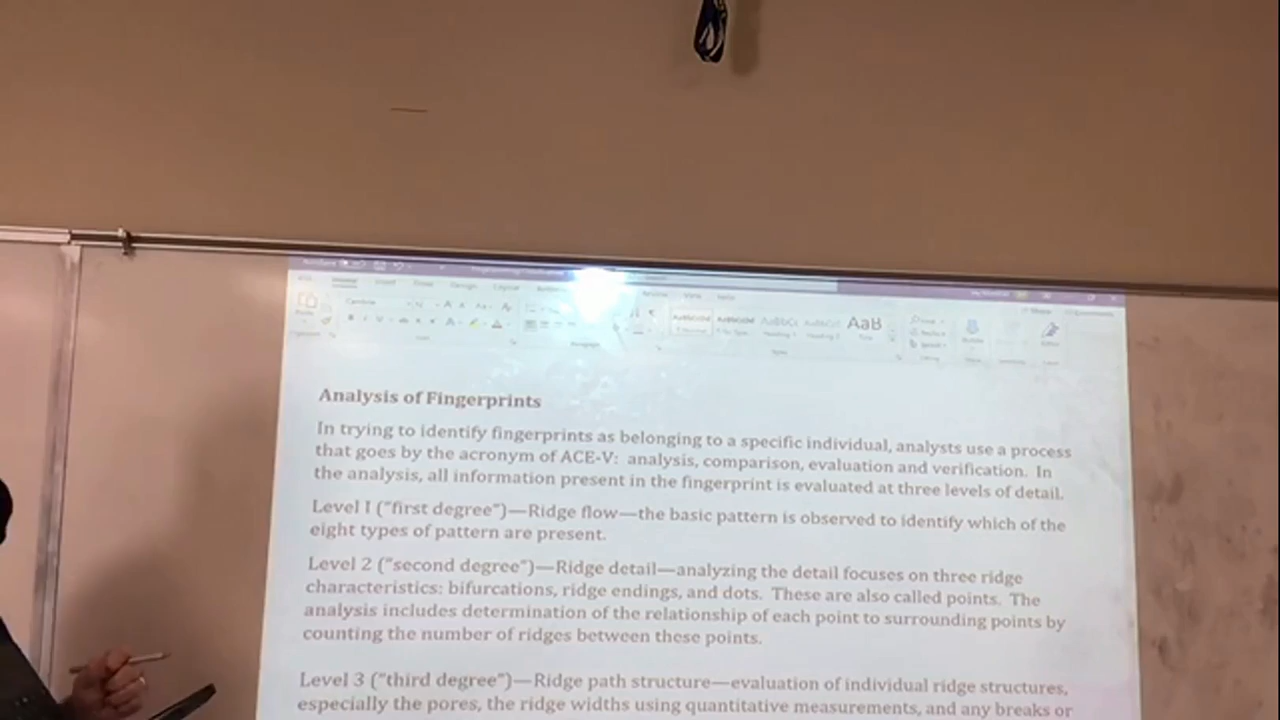 AaB
Analysis of Fingerprints
In trying to identify fingerprints as belonging to a specific individual, analysts use a process
that goes by the acronym of ACE-V: analysis, comparison, evaluation and verification. In
the analysis, all information present in the fingerprint is evaluated at three levels of detail.
Level I ("first degree")—Ridge flow—the basic pattern is observed to identify which of the
eight types of pattern are present.
Level 2 ("second degree")—Ridge detail—analyzing the detail focuses on three ridge
characteristics: bifurcations, ridge endings, and dots. These are also called points. The
analysis includes determination of the relationship of each point to surrounding points by
counting the number of ridges between these points.
Level 3 ("third degree")—Ridge path structure—evaluation of individual ridge structures,
especially the pores, the ridge widths using quantitative measurements, and any breaks or